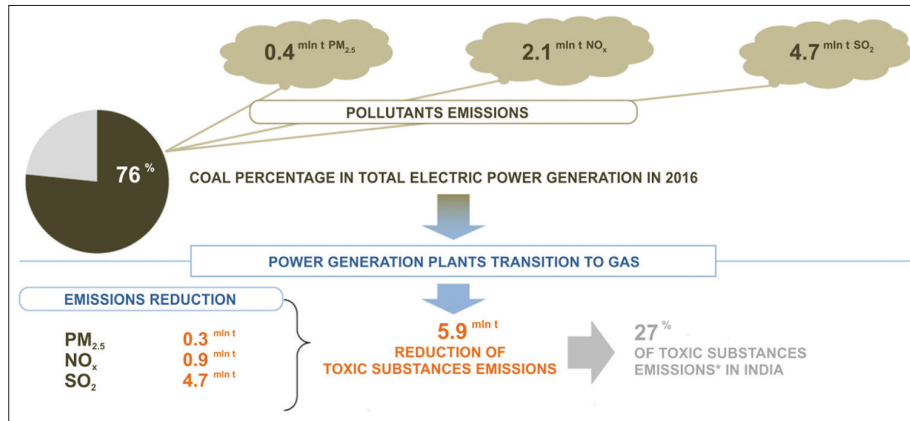 0.4 mln t PM2.5
2.1 mln t NOx
4.7 mln t SO2
POLLUTANTS EMISSIONS
76 %
COAL PERCENTAGE IN TOTAL ELECTRIC POWER GENERATION IN 2016
POWER GENERATION PLANTS TRANSITION TO GAS
EMISSIONS REDUCTION
PM2.5 0.3 mln t
NOx 0.9 mln t
SO2 4.7 mln t
5.9 mln t
REDUCTION OF
TOXIC SUBSTANCES EMISSIONS
27 %
OF TOXIC SUBSTANCES
EMISSIONS* IN INDIA